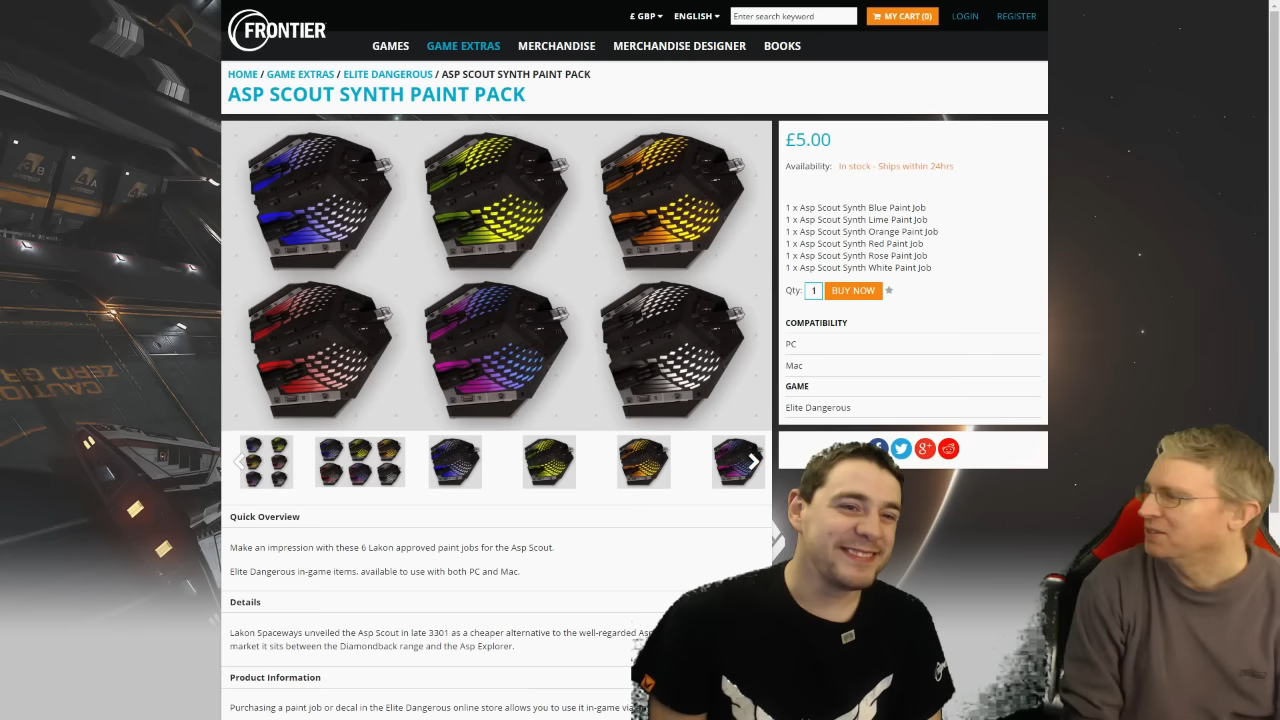 FRONTIER
£ GBP
ENGLISH
Enter search keyword
MY CART (0)
LOGIN
REGISTER
GAMES
GAME EXTRAS
MERCHANDISE
MERCHANDISE DESIGNER
BOOKS
HOME / GAME EXTRAS / ELITE DANGEROUS / ASP SCOUT SYNTH PAINT PACK
ASP SCOUT SYNTH PAINT PACK
£5.00
Availability: In stock - Ships within 24hrs
1 x Asp Scout Synth Blue Paint Job
1 x Asp Scout Synth Lime Paint Job
1 x Asp Scout Synth Orange Paint Job
1 x Asp Scout Synth Red Paint Job
1 x Asp Scout Synth Rose Paint Job
1 x Asp Scout Synth White Paint Job
Qty: 1 BUY NOW
COMPATIBILITY
PC
Mac
GAME
Elite Dangerous
Quick Overview
Make an impression with these 6 Lakon approved paint jobs for the Asp Scout.
Elite Dangerous in-game items, available to use with both PC and Mac.
Details
Lakon Spaceways unveiled the Asp Scout in late 3301 as a cheaper alternative to the well-regarded
market it sits between the Diamondback range and the Asp Explorer.
Product Information
Purchasing a paint job or decal in the Elite Dangerous online store allows you to use it in-game via
CAUTION
ZERO G